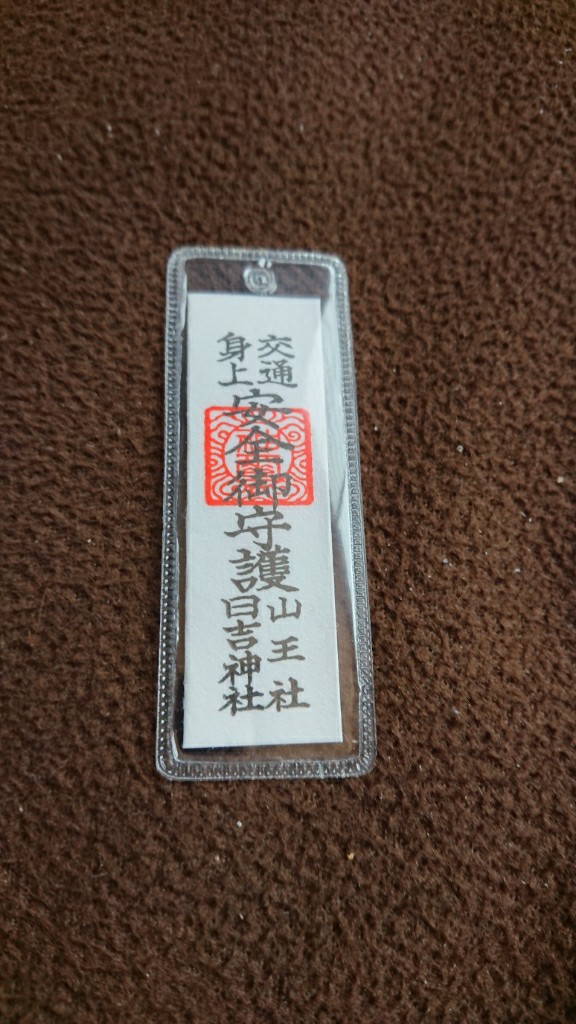 交通
身上
安全御守護
山王社
日吉神社